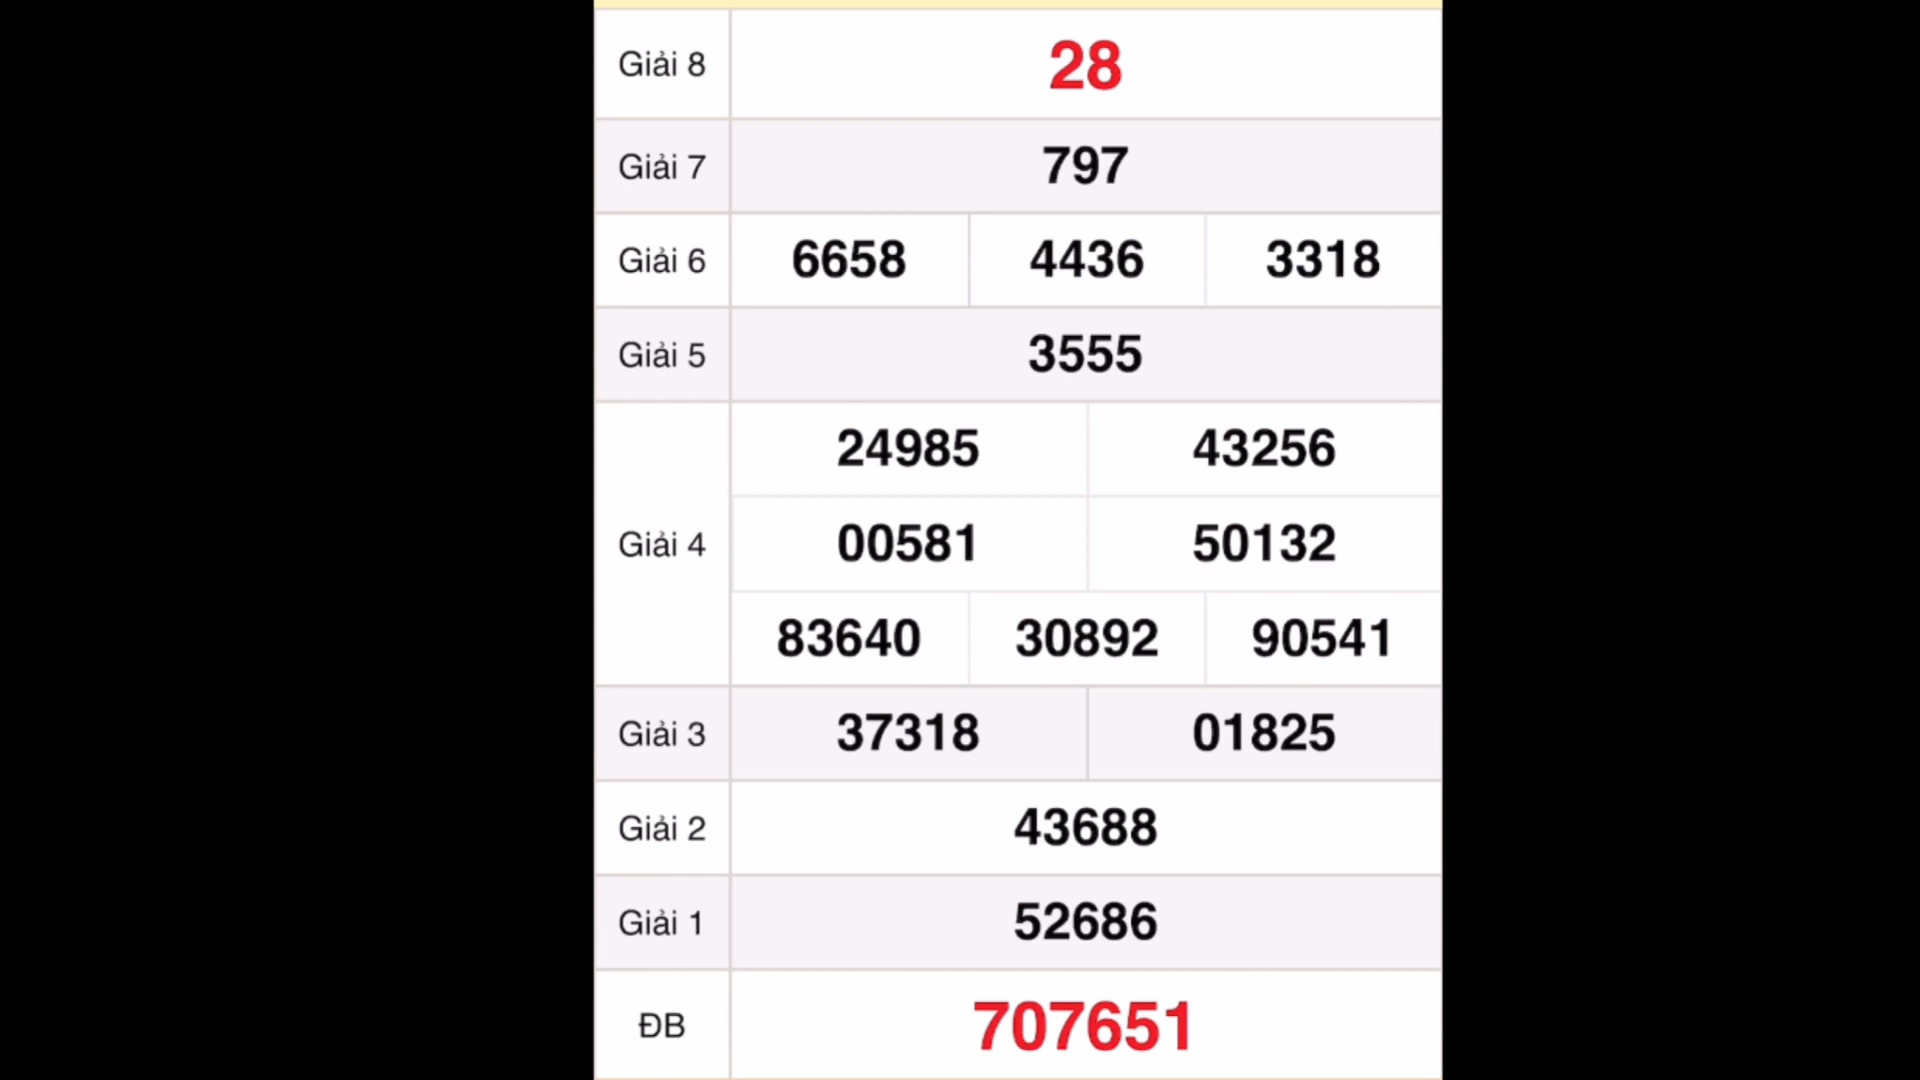 Giải 8 28
Giải 7 797
Giải 6 6658 4436 3318
Giải 5 3555
24985 43256
Giải 4 00581 50132
83640 30892 90541
Giải 3 37318 01825
Giải 2 43688
Giải 1 52686
ĐB 707651